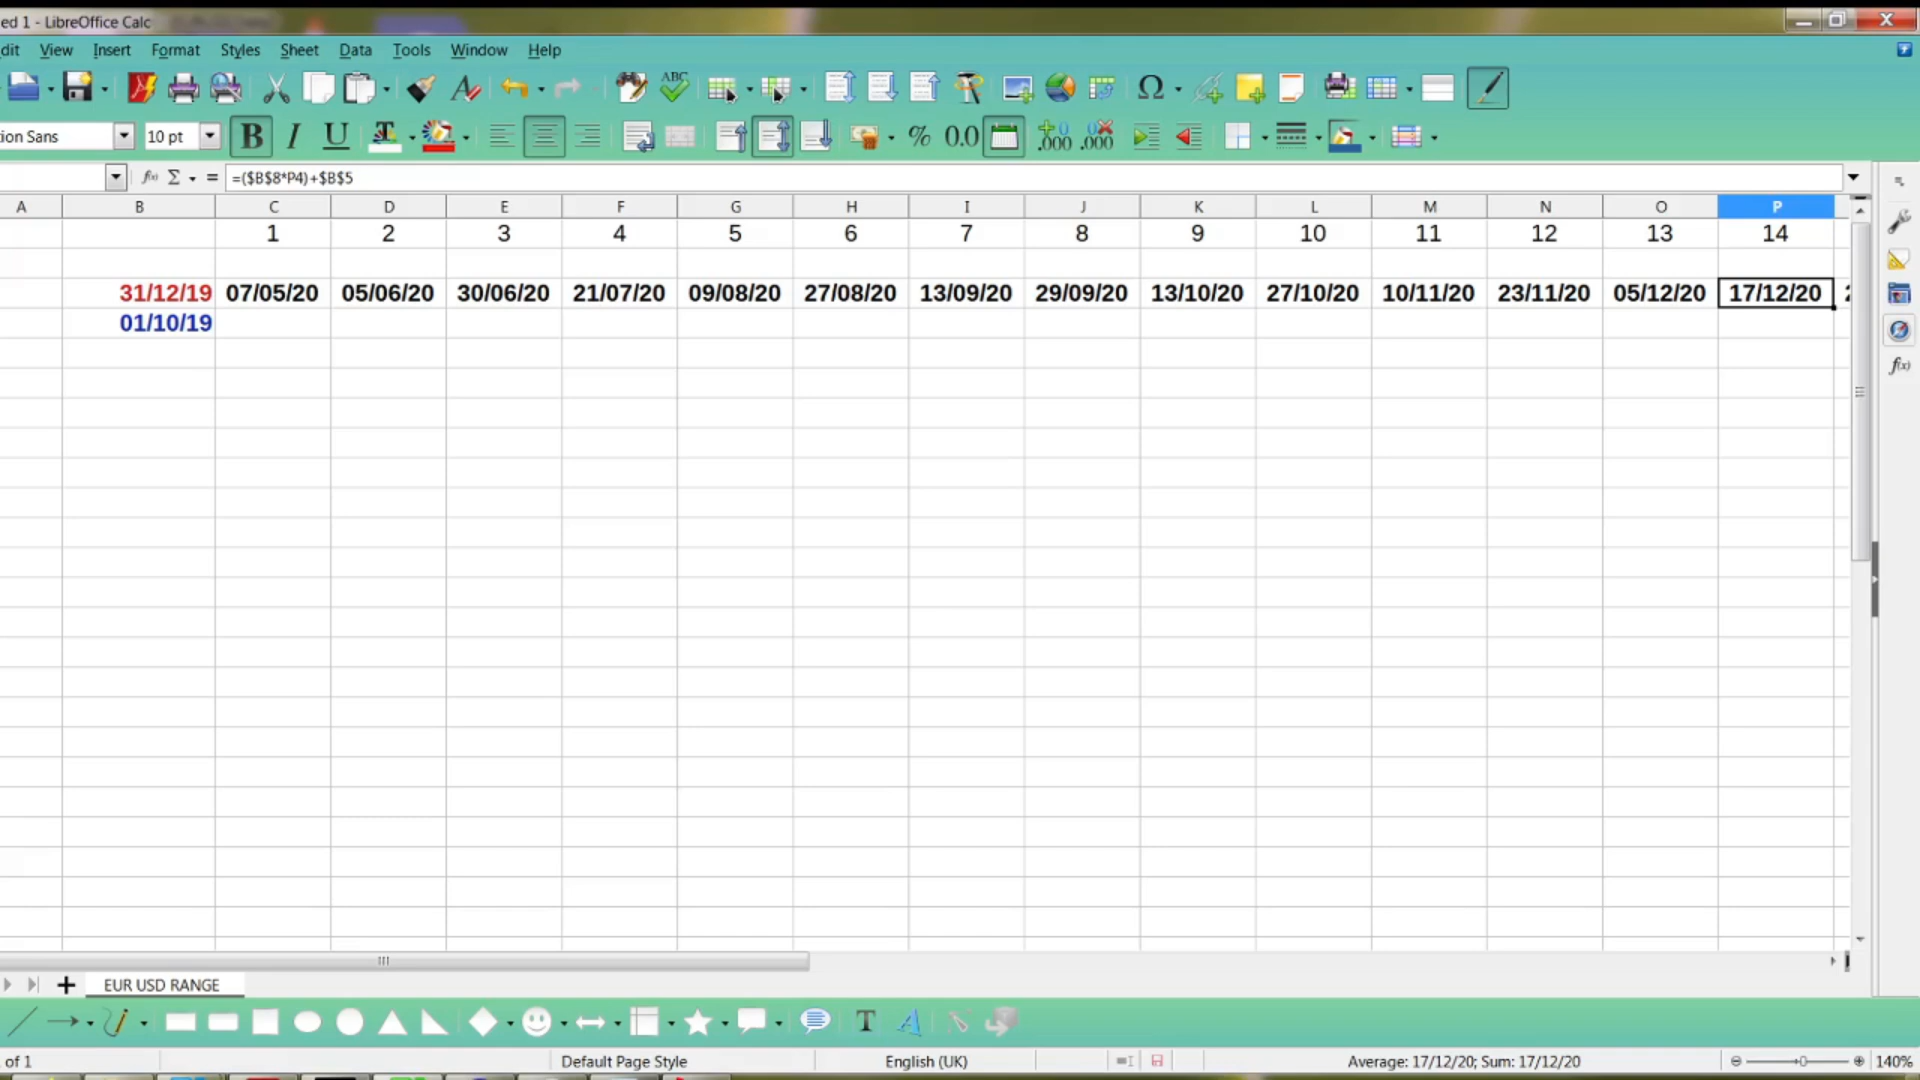 ed 1 - LibreOffice Calc
dit View Insert Format Styles Sheet Data Tools Window Help
ABC
ion Sans 10 pt B I U % 0.0
=($B$8*P4)+$B$5
A B C D E F G H I J K L M N O P
1 2 3 4 5 6 7 8 9 10 11 12 13 14
31/12/19 07/05/20 05/06/20 30/06/20 21/07/20 09/08/20 27/08/20 13/09/20 29/09/20 13/10/20 27/10/20 10/11/20 23/11/20 05/12/20 17/12/20 2
01/10/19
EUR USD RANGE
of 1 Default Page Style English (UK) Average: 17/12/20; Sum: 17/12/20 140%